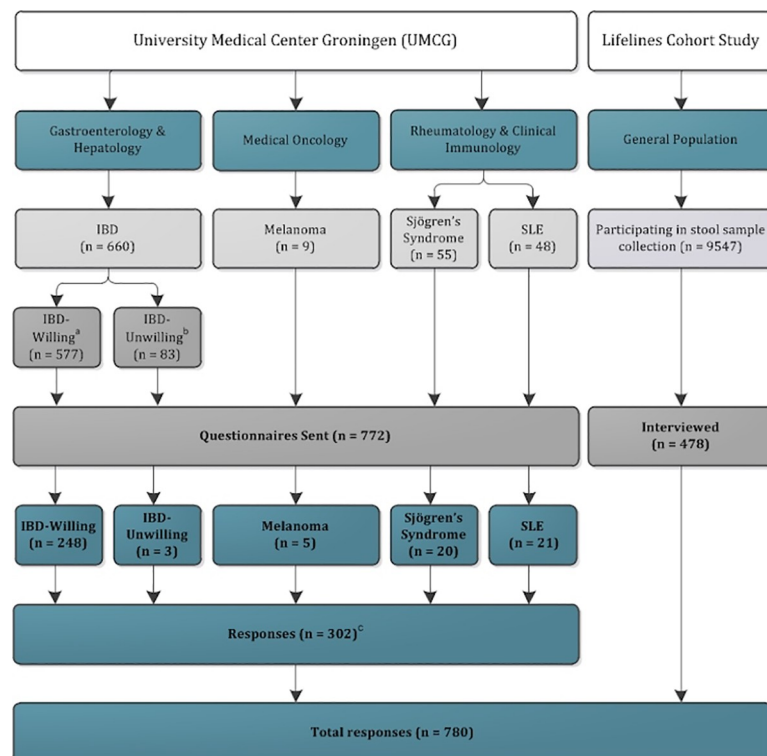 University Medical Center Groningen (UMCG)
Lifelines Cohort Study
Gastroenterology &
Hepatology
Medical Oncology
Rheumatology & Clinical
Immunology
General Population
IBD
(n = 660)
Melanoma
(n = 9)
Sjögren's
Syndrome
(n = 55)
SLE
(n = 48)
Participating in stool sample
collection (n = 9547)
IBD-
Willingᵃ
(n = 577)
IBD-
Unwillingᵇ
(n = 83)
Questionnaires Sent (n = 772)
Interviewed
(n = 478)
IBD-Willing
(n = 248)
IBD-
Unwilling
(n = 3)
Melanoma
(n = 5)
Sjögren's
Syndrome
(n = 20)
SLE
(n = 21)
Responses (n = 302)ᶜ
Total responses (n = 780)